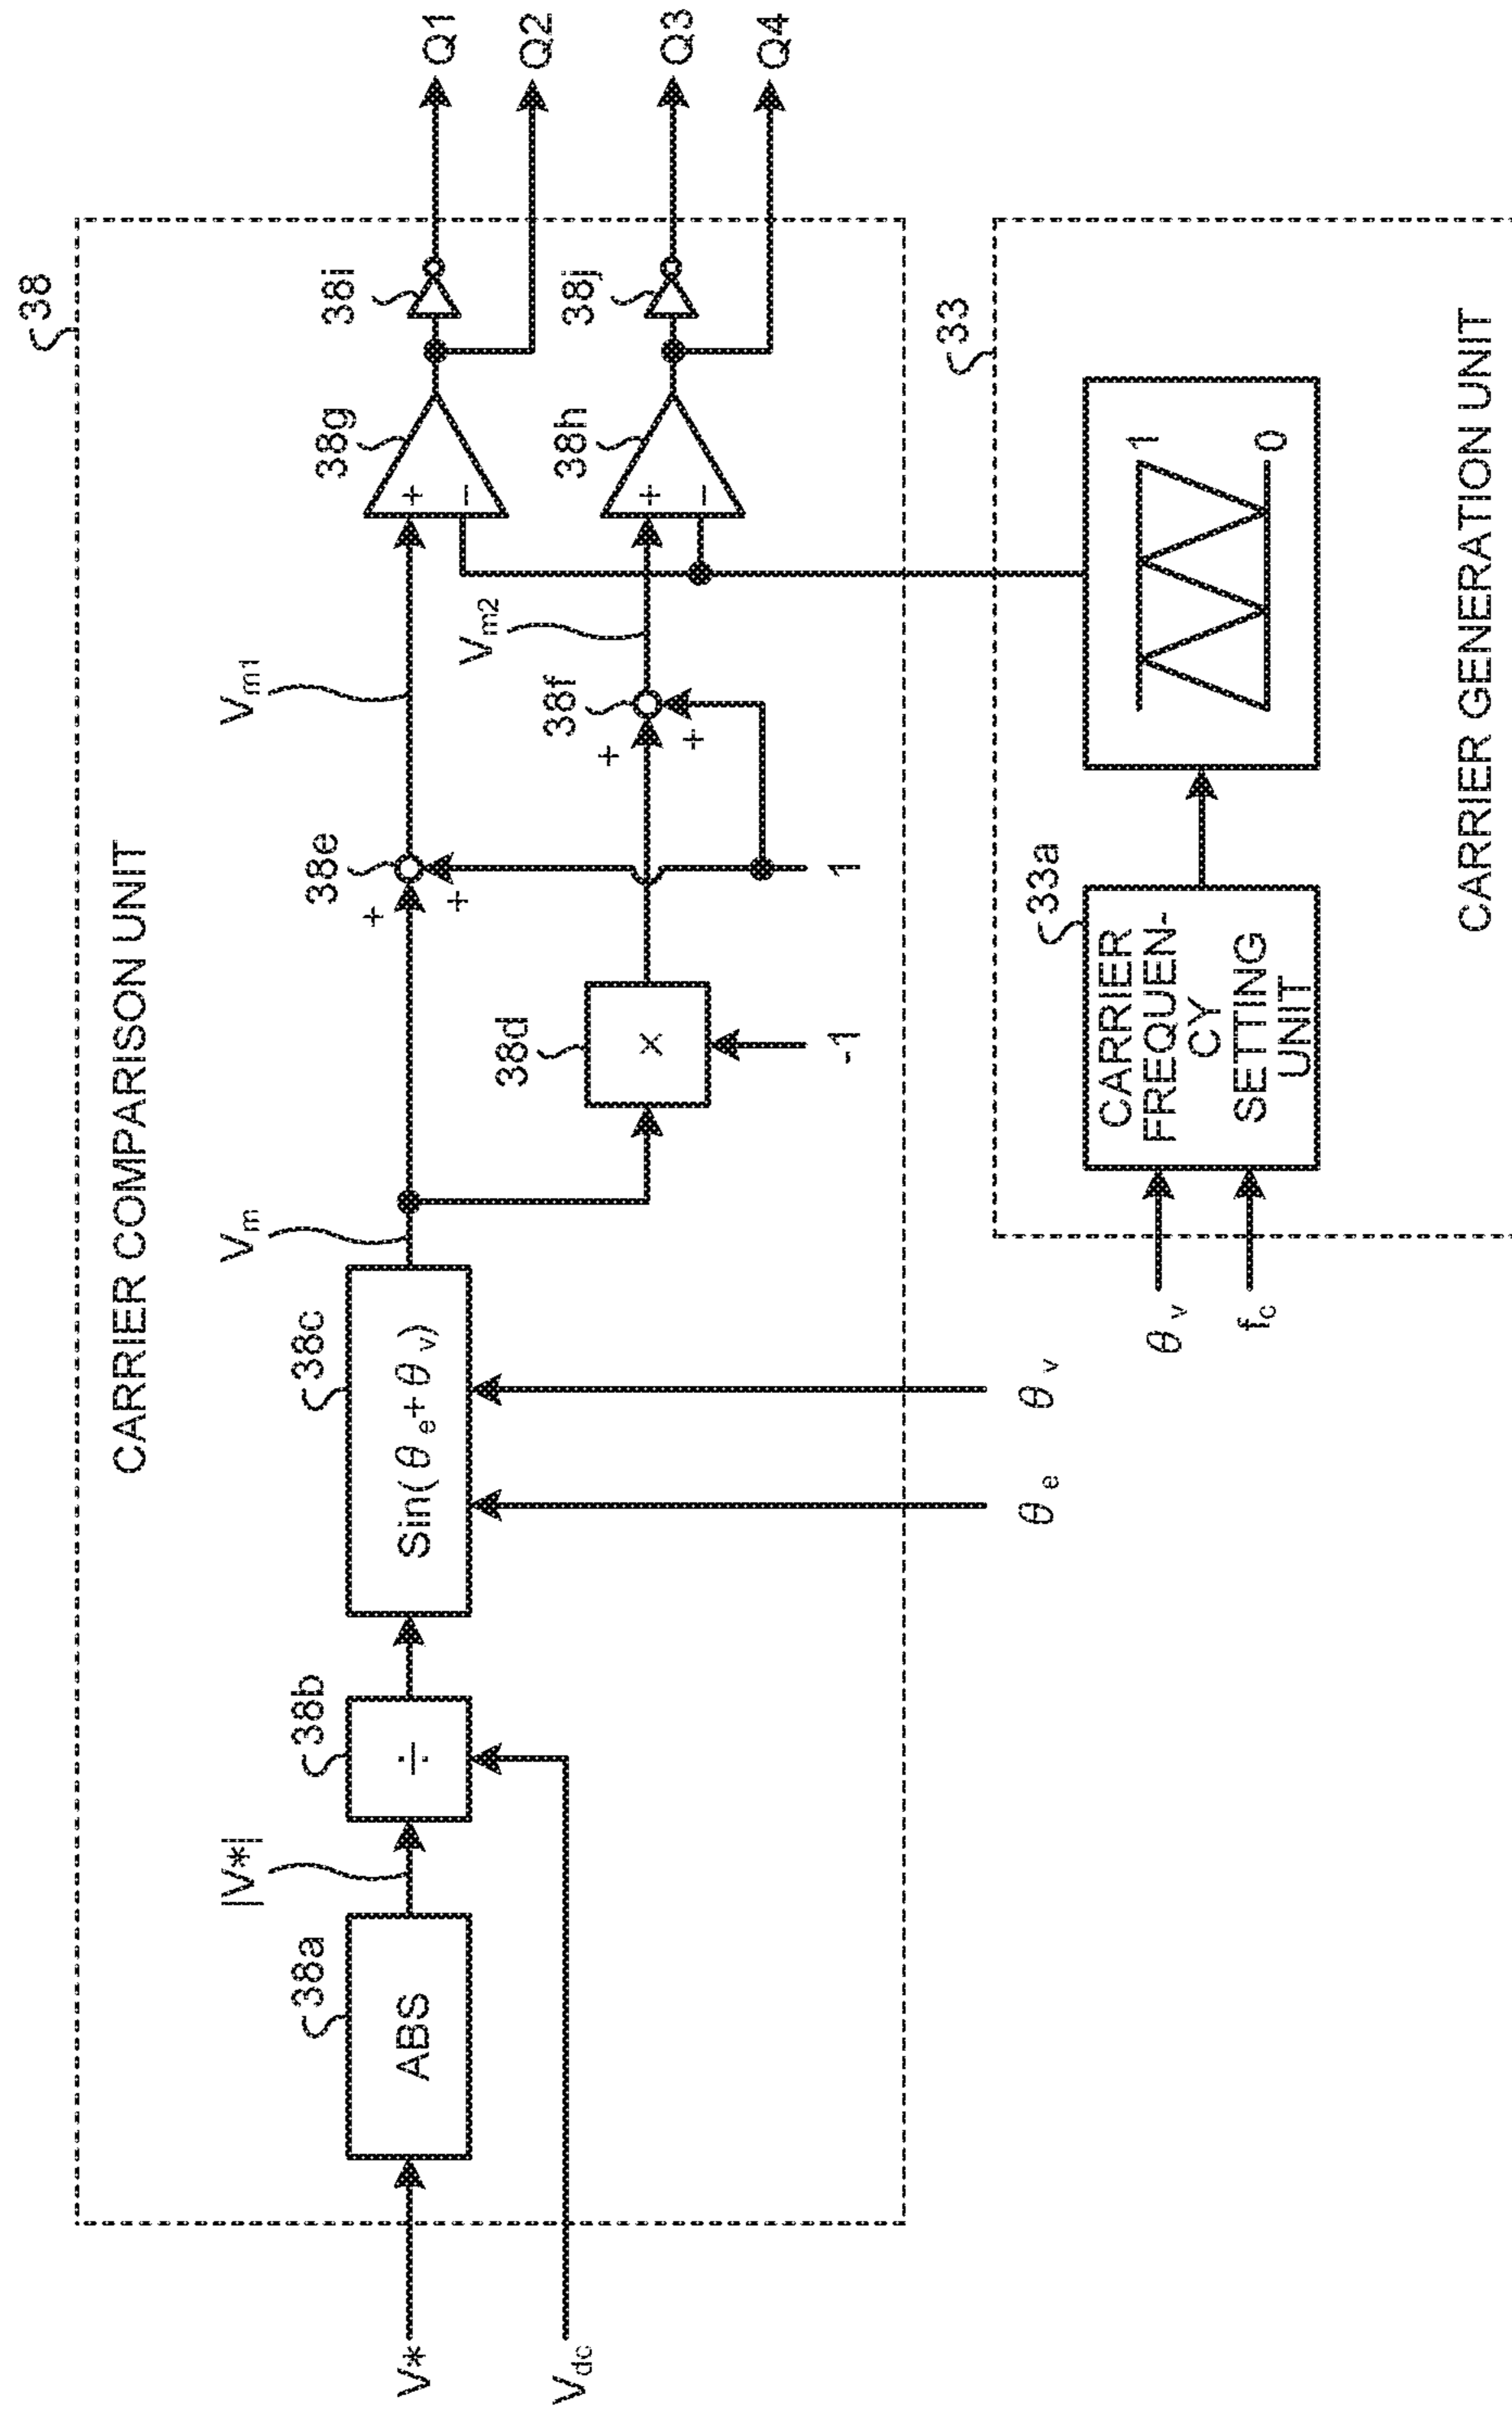 38
CARRIER COMPARISON UNIT
V*
38a
ABS
|V*|
38b
÷
Vdc
38c
Sin(θe+θv)
θe
θv
Vm
38d
×
-1
38e
+
+
1
Vm1
38f
+
+
Vm2
38g
+
−
38h
+
−
38i
38j
Q1
Q2
Q3
Q4
33
θv
fc
33a
CARRIER
FREQUEN-
CY
SETTING
UNIT
1
0
CARRIER GENERATION UNIT